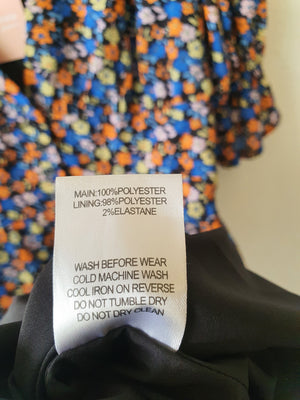 MAIN:100%POLYESTER
LINING:98%POLYESTER
2%ELASTANE
WASH BEFORE WEAR
COLD MACHINE WASH
COOL IRON ON REVERSE
DO NOT TUMBLE DRY
DO NOT DRY CLEAN